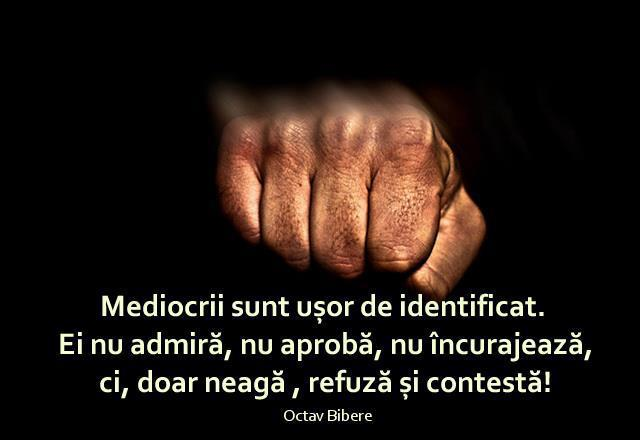 Mediocrii sunt ușor de identificat.
Ei nu admiră, nu aprobă, nu încurajează,
ci, doar neagă , refuză și contestă!
Octav Bibere